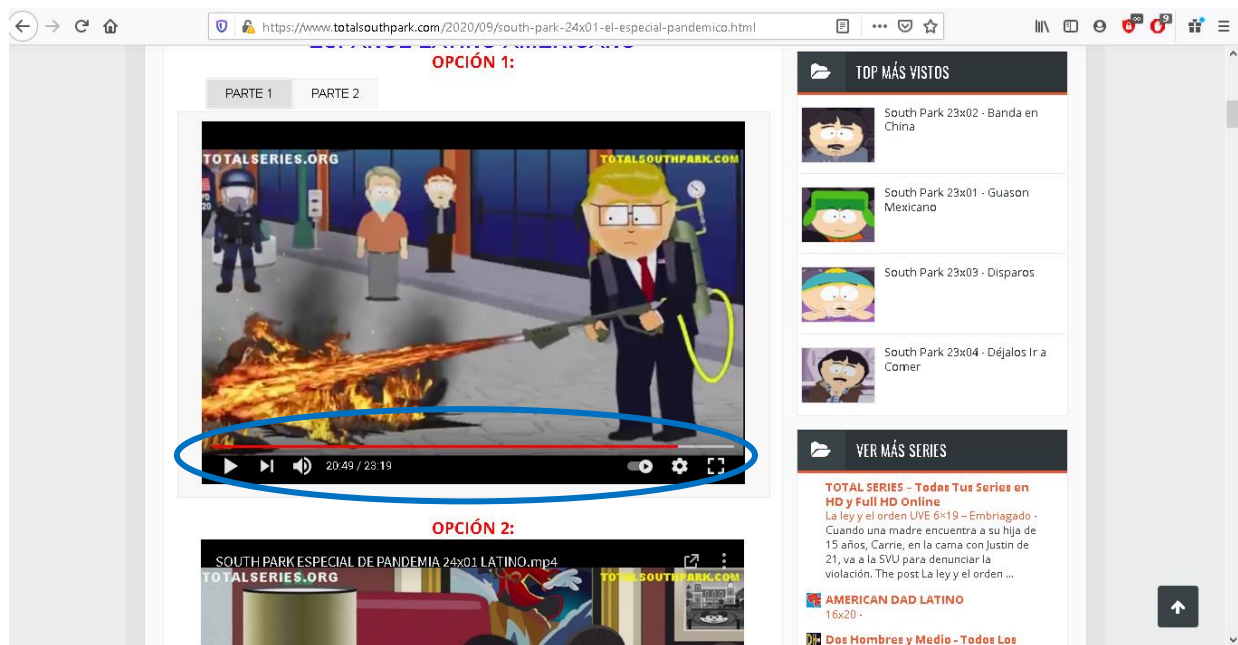 https://www.totalsouthpark.com/2020/09/south-park-24x01-el-especial-pandemico.html
9
ESPAÑOL LATINO AMERICANO
OPCIÓN 1:
PARTE 1 PARTE 2
TOTALSERIES.ORG TOTALSOUTHPARK.COM
20:49 / 23:19
OPCIÓN 2:
SOUTH PARK ESPECIAL DE PANDEMIA 24x01 LATINO.mp4
TOTALSERIES.ORG TOTALSOUTHPARK.COM
TOP MÁS VISTOS
South Park 23x02 - Banda en
China
South Park 23x01 - Guason
Mexicano
South Park 23x03 - Disparos
South Park 23x04 - Déjalos Ir a
Comer
VER MÁS SERIES
TOTAL SERIES – Todas Tus Series en
HD y Full HD Online
La ley y el orden UVE 6×19 – Embriagado -
Cuando una madre encuentra a su hija de
15 años, Carrie, en la cama con Justin de
21, va a la SVU para denunciar la
violación. The post La ley y el orden ...
AMERICAN DAD LATINO
16x20 -
Dos Hombres y Medio - Todos Los